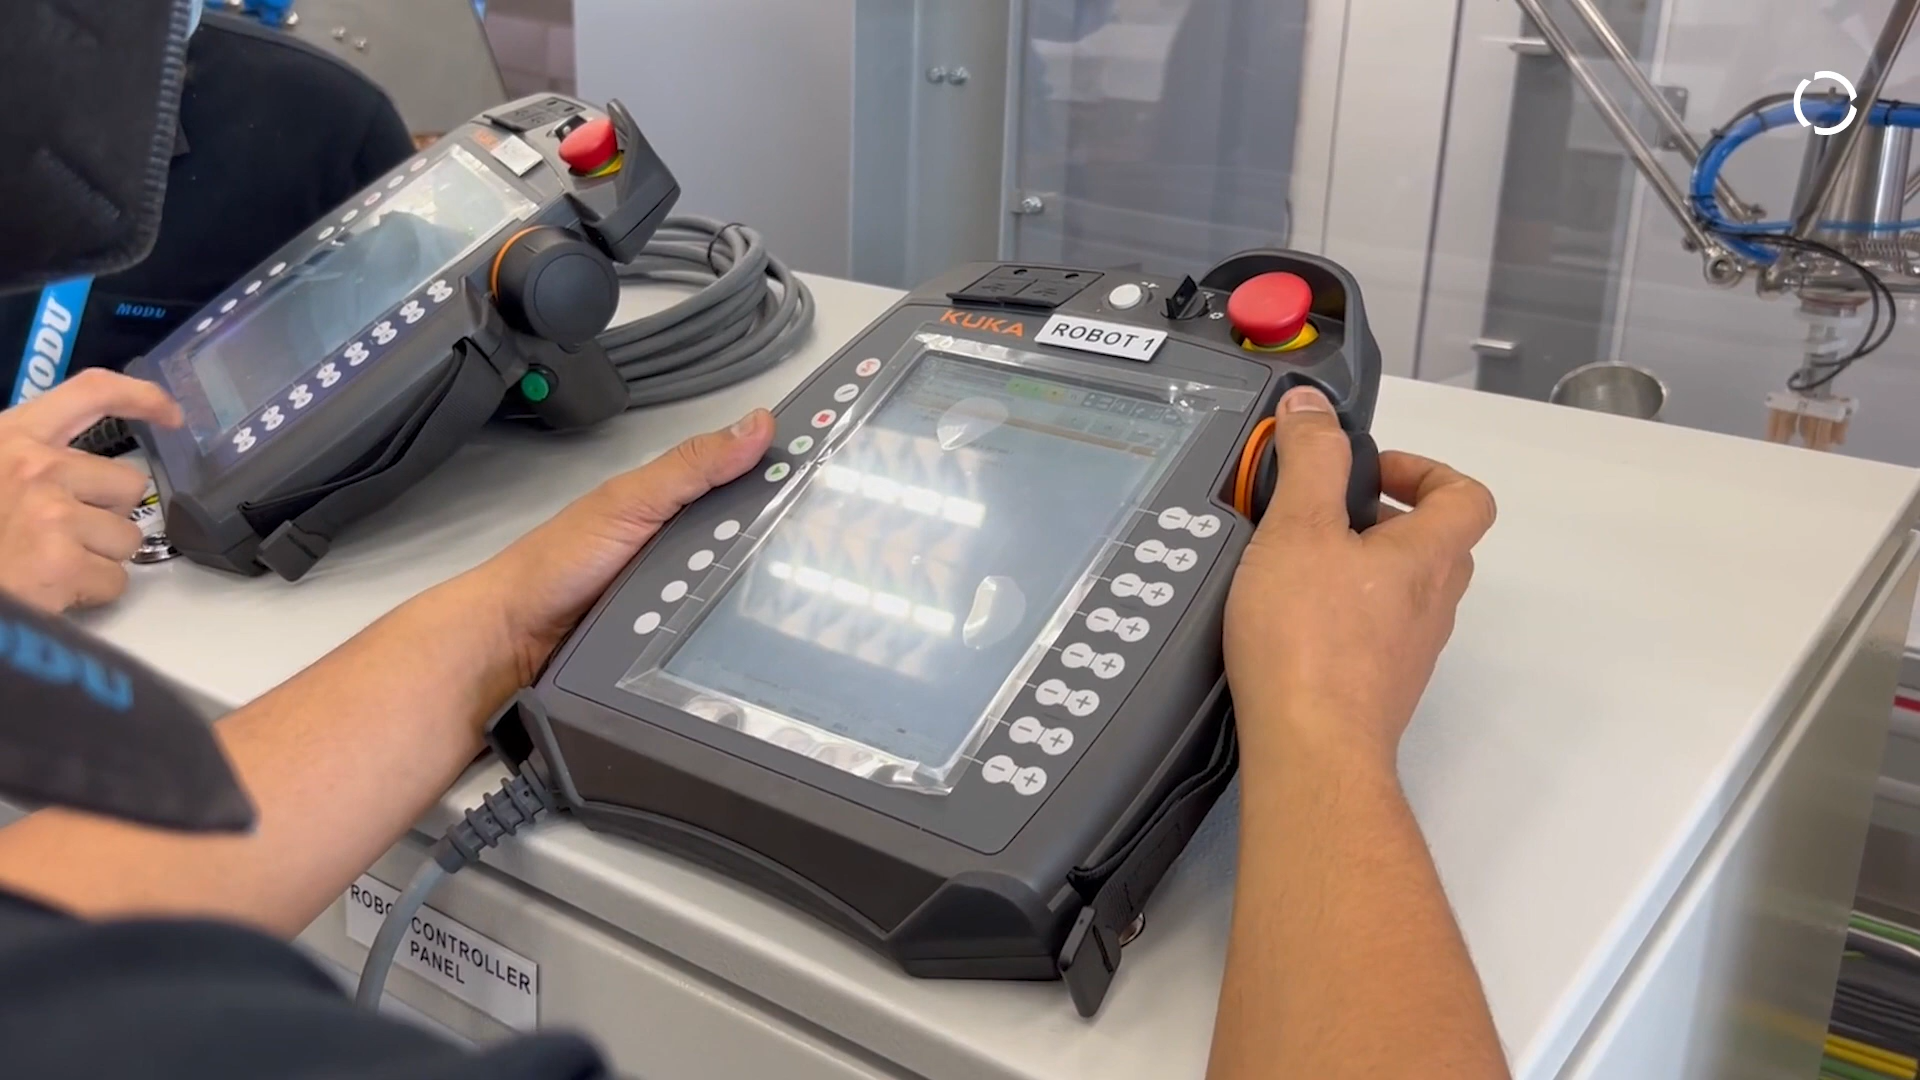 MODU
MODU
KUKA
ROBOT 1
ROBO
CONTROLLER
PANEL